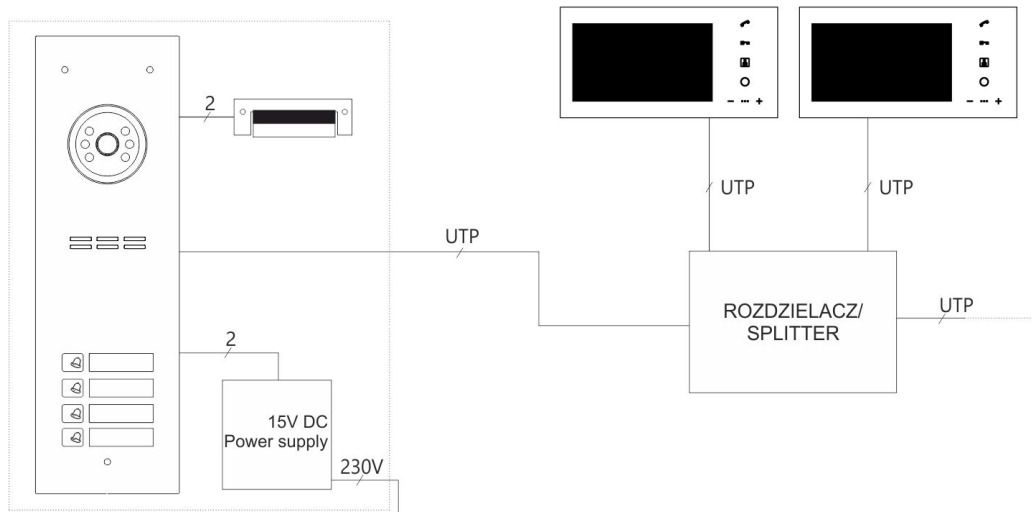 2
UTP
UTP
UTP
ROZDZIELACZ/
SPLITTER
UTP
2
15V DC
Power supply
230V